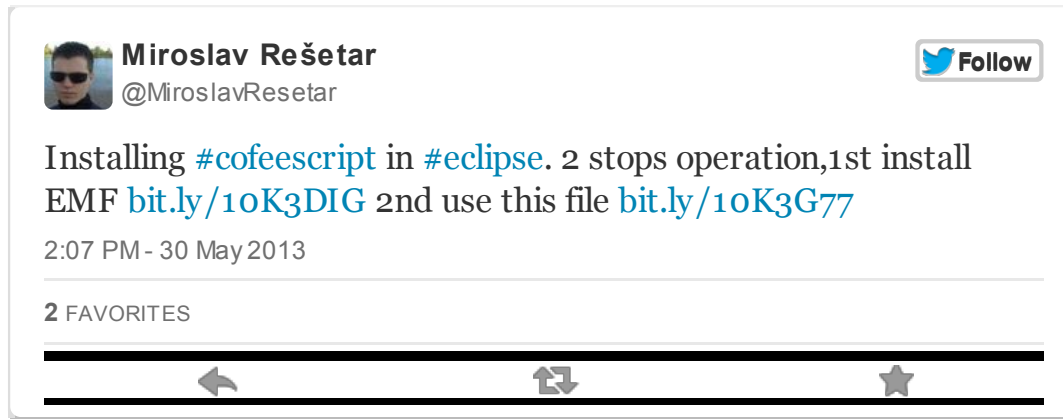 Miroslav Rešetar
@MiroslavResetar
Follow
Installing #cofeescript in #eclipse. 2 stops operation,1st install
EMF bit.ly/10K3DIG 2nd use this file bit.ly/10K3G77
2:07 PM - 30 May 2013
2 FAVORITES